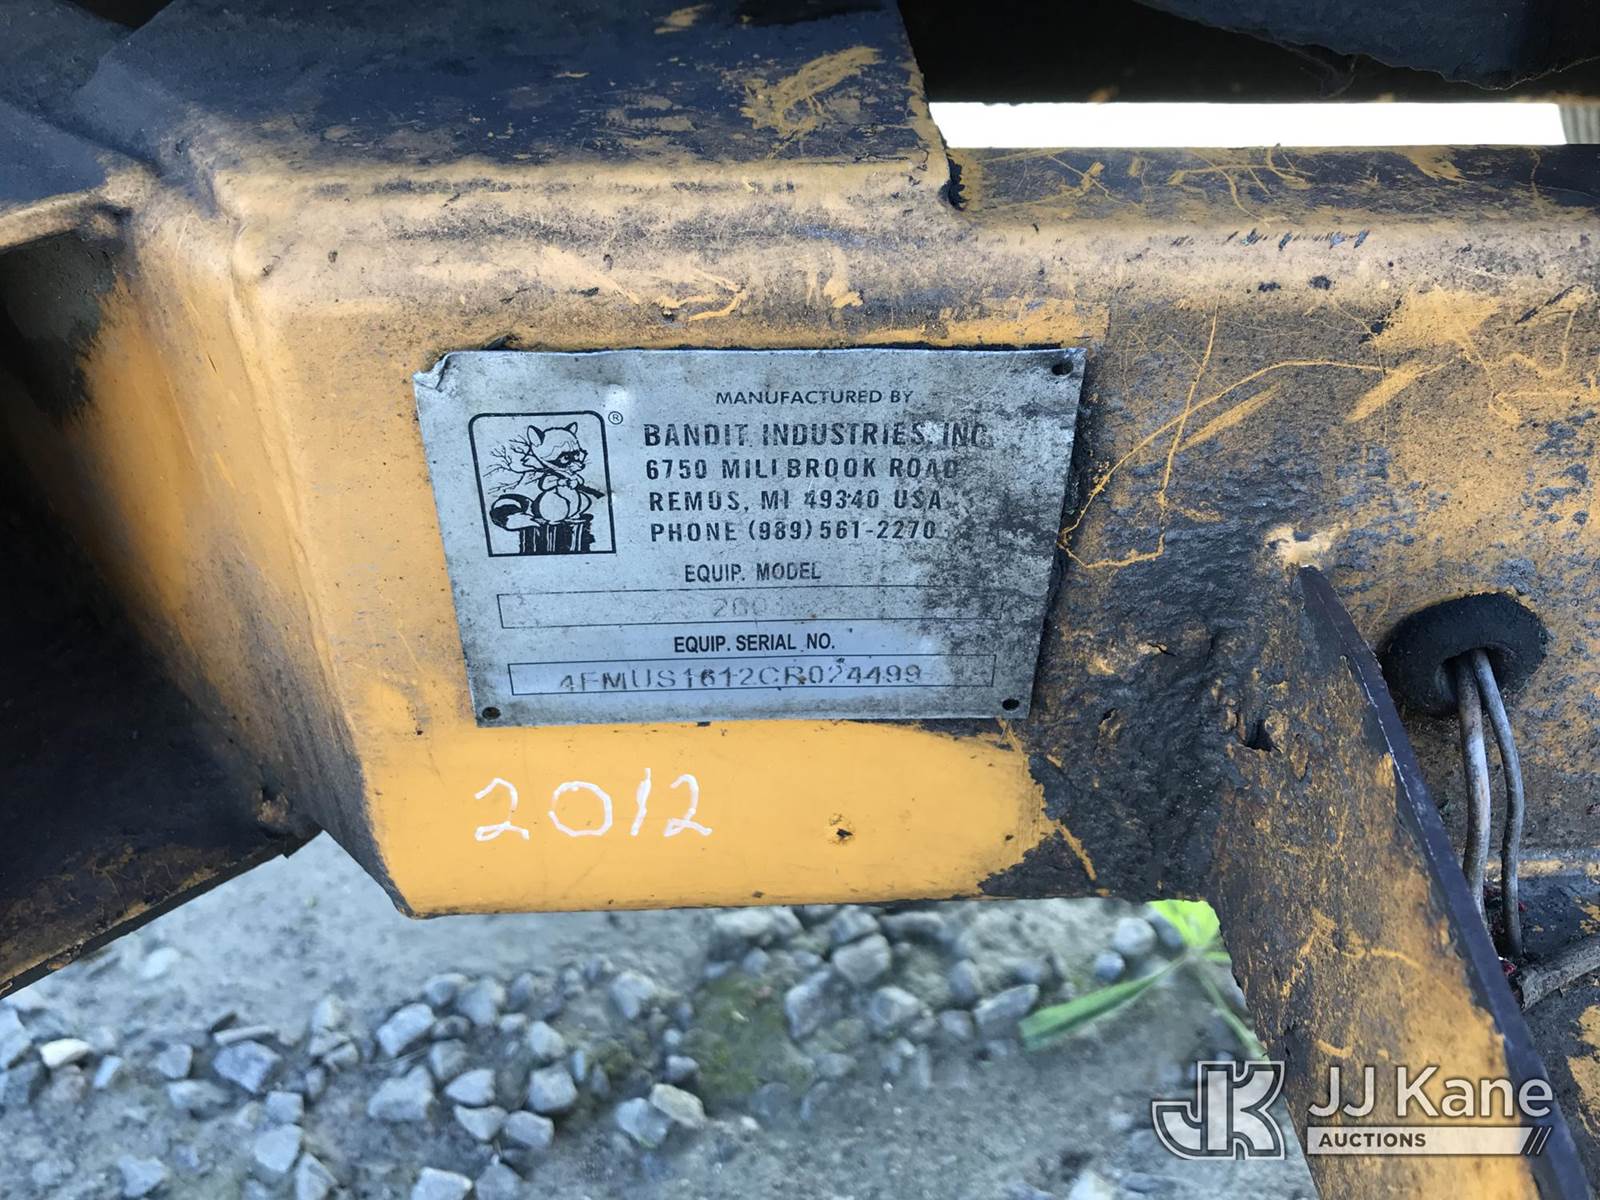 MANUFACTURED BY
®
BANDIT INDUSTRIES, INC.
6750 MILLBROOK ROAD
REMUS, MI 49340 USA
PHONE (989) 561-2270
EQUIP. MODEL
EQUIP. SERIAL NO.
4FMUS1612CR024499
2012
JK JJ Kane
AUCTIONS